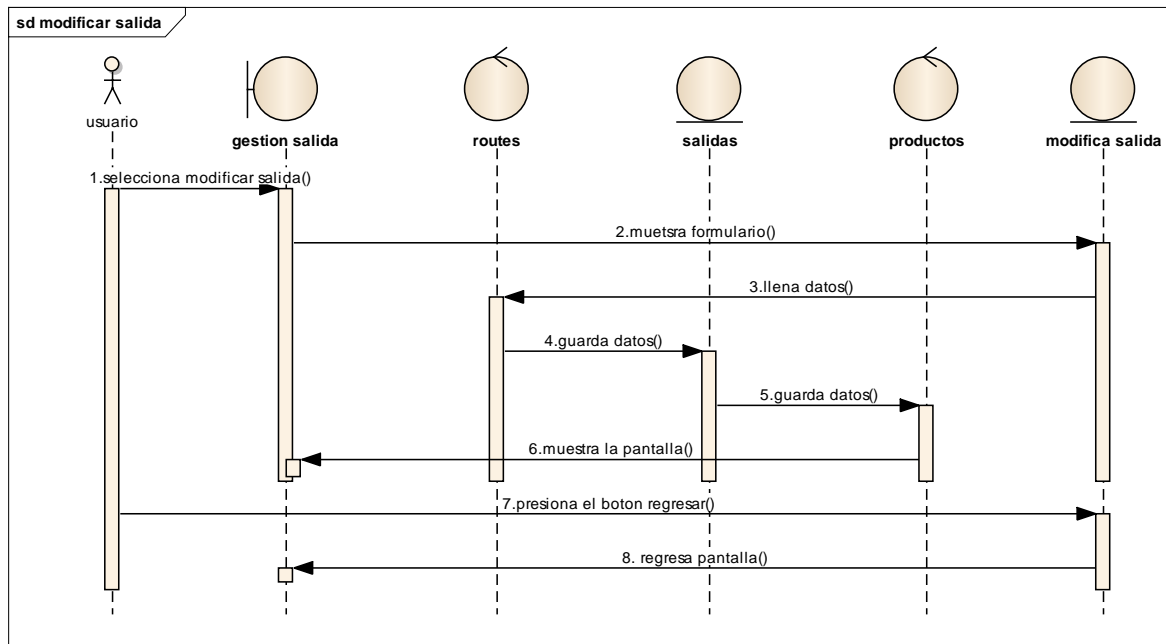 sd modificar salida
usuario
gestion salida
routes
salidas
productos
modifica salida
1.selecciona modificar salida()
2.muetsra formulario()
3.llena datos()
4.guarda datos()
5.guarda datos()
6.muestra la pantalla()
7.presiona el boton regresar()
8. regresa pantalla()